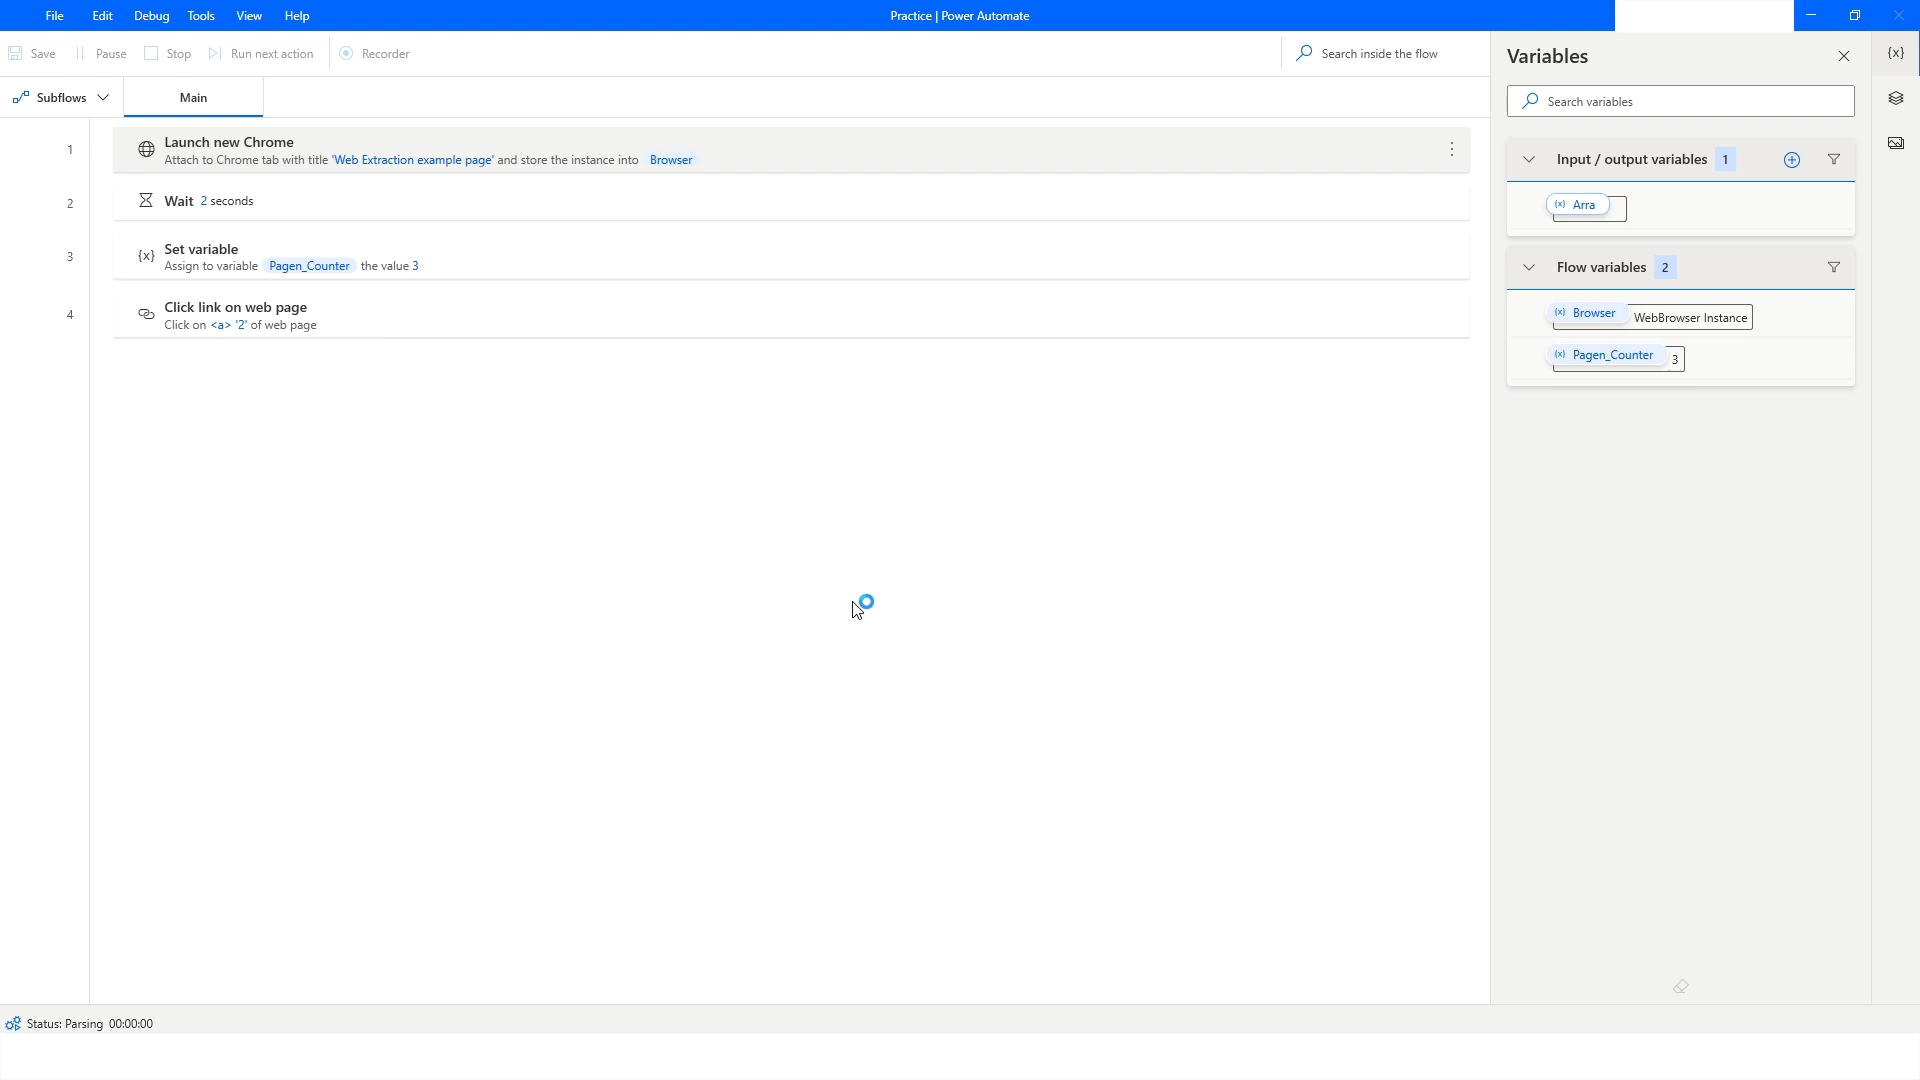 File Edit Debug Tools View Help
Practice | Power Automate
Save Pause Stop Run next action Recorder
Search inside the flow
Subflows Main
1 Launch new Chrome
Attach to Chrome tab with title 'Web Extraction example page' and store the instance into Browser
2 Wait 2 seconds
3 {x} Set variable
Assign to variable Pagen_Counter the value 3
4 Click link on web page
Click on <a> '2' of web page
Variables
{x}
Search variables
Input / output variables 1
(x) Arra
Flow variables 2
(x) Browser WebBrowser Instance
(x) Pagen_Counter 3
Status: Parsing 00:00:00